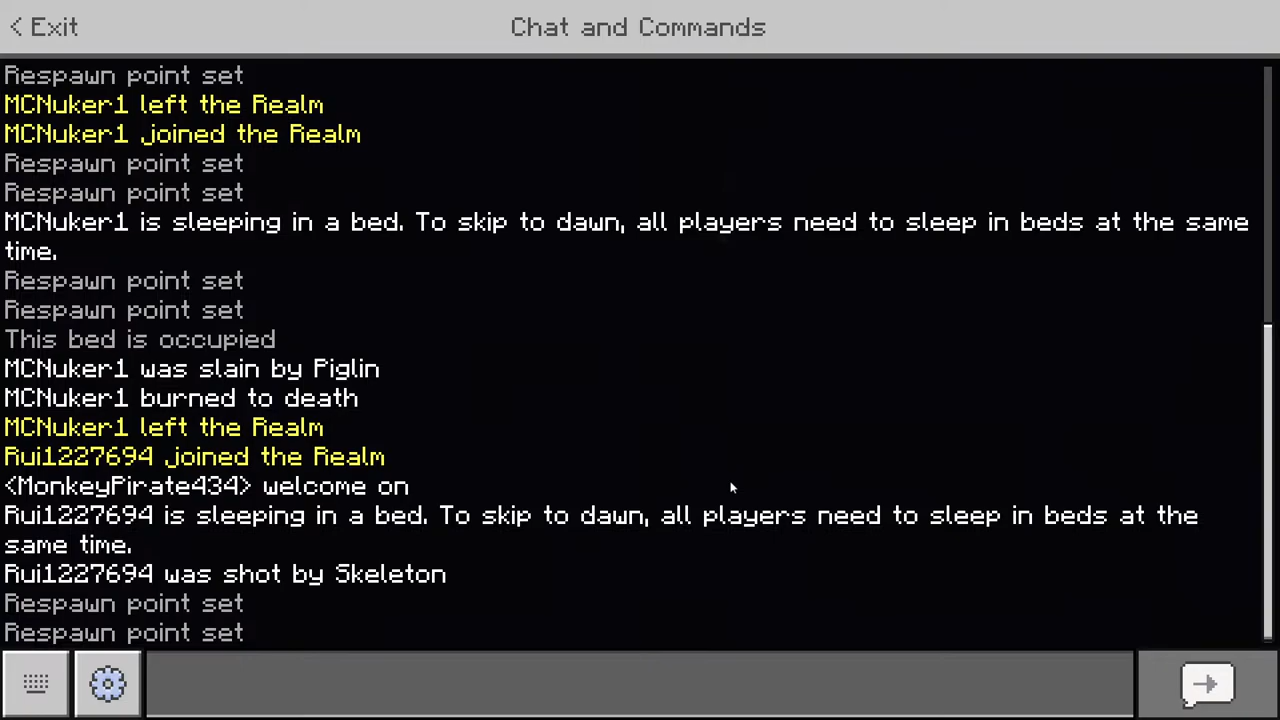 < Exit
Chat and Commands
Respawn point set
MCNuker1 left the Realm
MCNuker1 joined the Realm
Respawn point set
Respawn point set
MCNuker1 is sleeping in a bed. To skip to dawn, all players need to sleep in beds at the same
time.
Respawn point set
Respawn point set
This bed is occupied
MCNuker1 was slain by Piglin
MCNuker1 burned to death
MCNuker1 left the Realm
Rui1227694 joined the Realm
<MonkeyPirate434> welcome on
Rui1227694 is sleeping in a bed. To skip to dawn, all players need to sleep in beds at the
same time.
Rui1227694 was shot by Skeleton
Respawn point set
Respawn point set